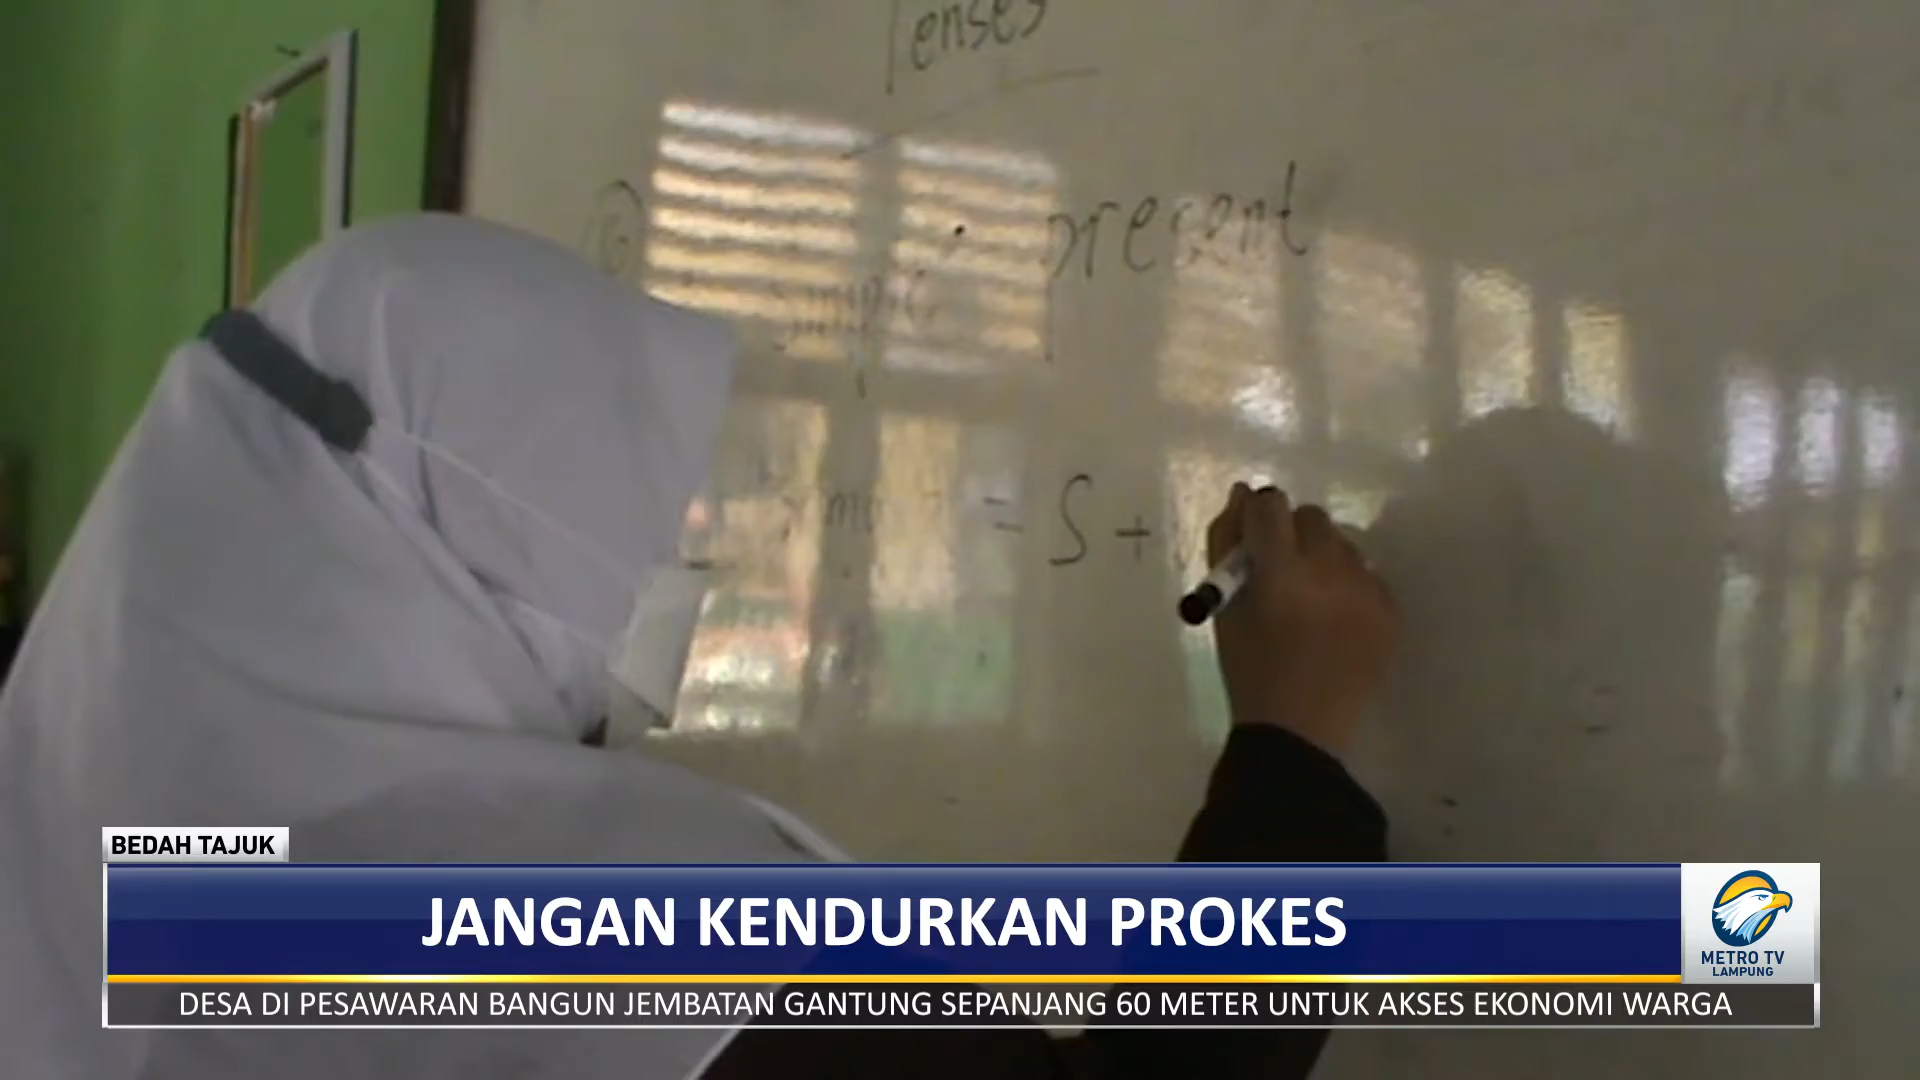 Tenses
simple present
= S +
BEDAH TAJUK
JANGAN KENDURKAN PROKES
METRO TV
LAMPUNG
DESA DI PESAWARAN BANGUN JEMBATAN GANTUNG SEPANJANG 60 METER UNTUK AKSES EKONOMI WARGA